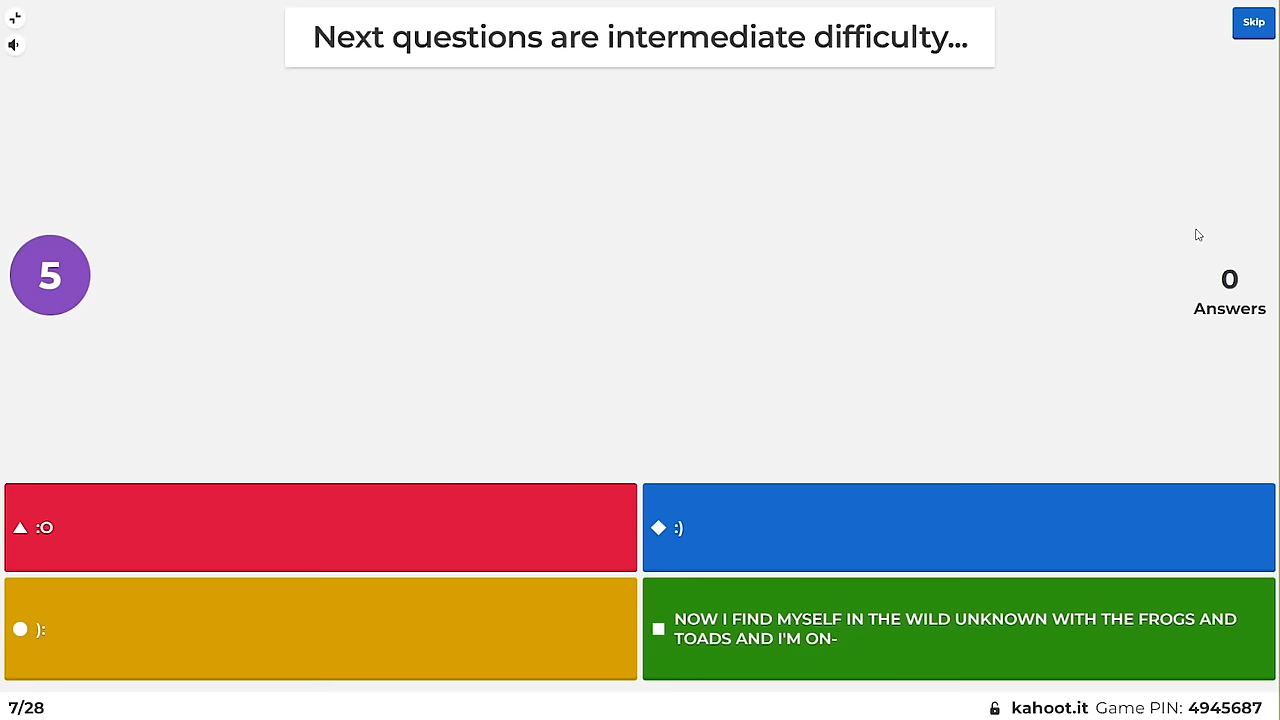 Next questions are intermediate difficulty...
Skip
5
0
Answers
:O
:)
):
NOW I FIND MYSELF IN THE WILD UNKNOWN WITH THE FROGS AND
TOADS AND I'M ON-
7/28
kahoot.it Game PIN: 4945687